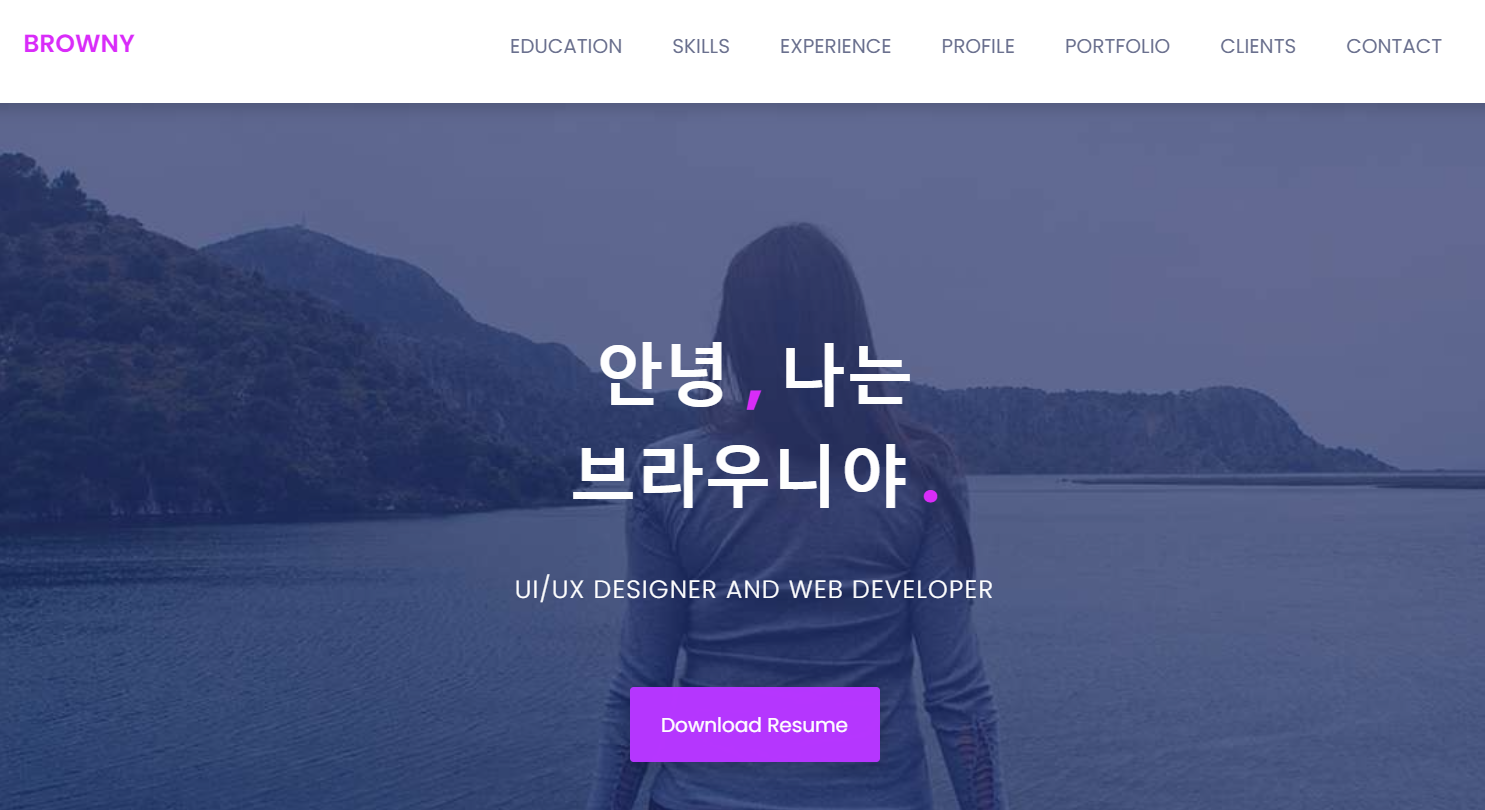 BROWNY
EDUCATION SKILLS EXPERIENCE PROFILE PORTFOLIO CLIENTS CONTACT
안녕 , 나는
브라우니야 .
UI/UX DESIGNER AND WEB DEVELOPER
Download Resume